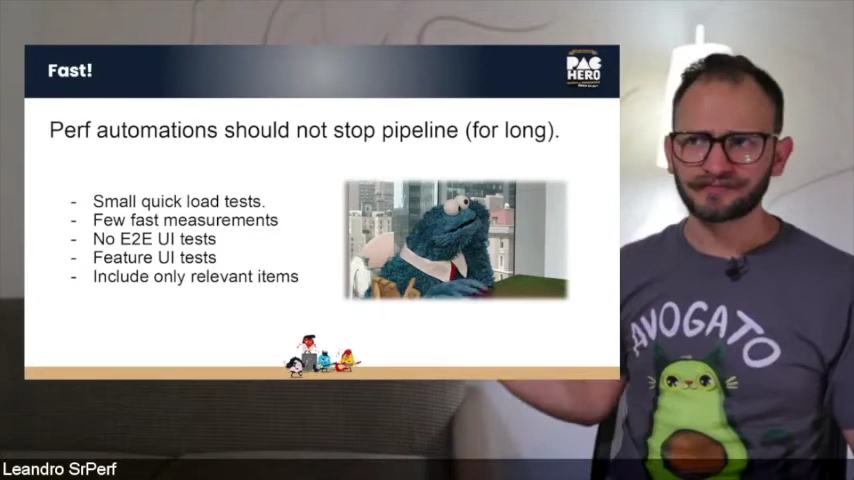 Fast!
PAC
HERO
Perf automations should not stop pipeline (for long).
- Small quick load tests.
- Few fast measurements
- No E2E UI tests
- Feature UI tests
- Include only relevant items
AVOGATO
Leandro SrPerf